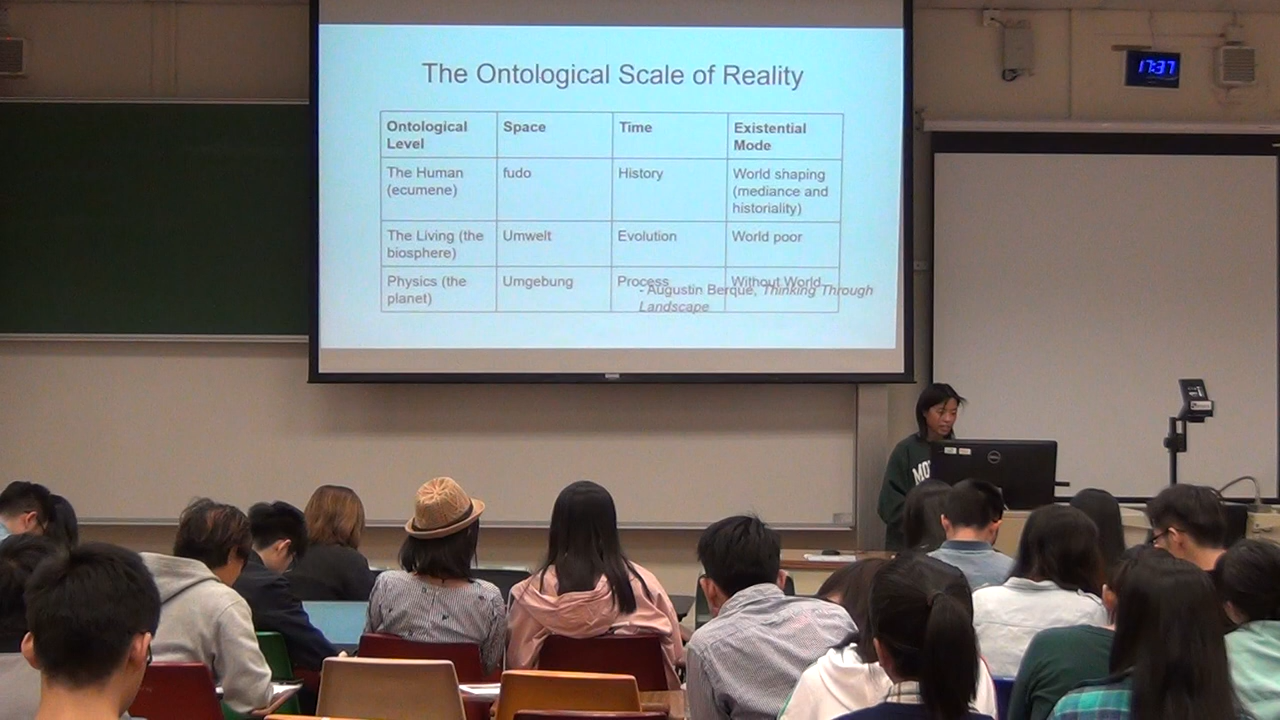 The Ontological Scale of Reality
Ontological Level
Space
Time
Existential Mode
The Human (ecumene)
fudo
History
World shaping (mediance and historiality)
The Living (the biosphere)
Umwelt
Evolution
World poor
Physics (the planet)
Umgebung
Process
Without World
- Augustin Berque, Thinking Through
Landscape
17:37
MO
DELL